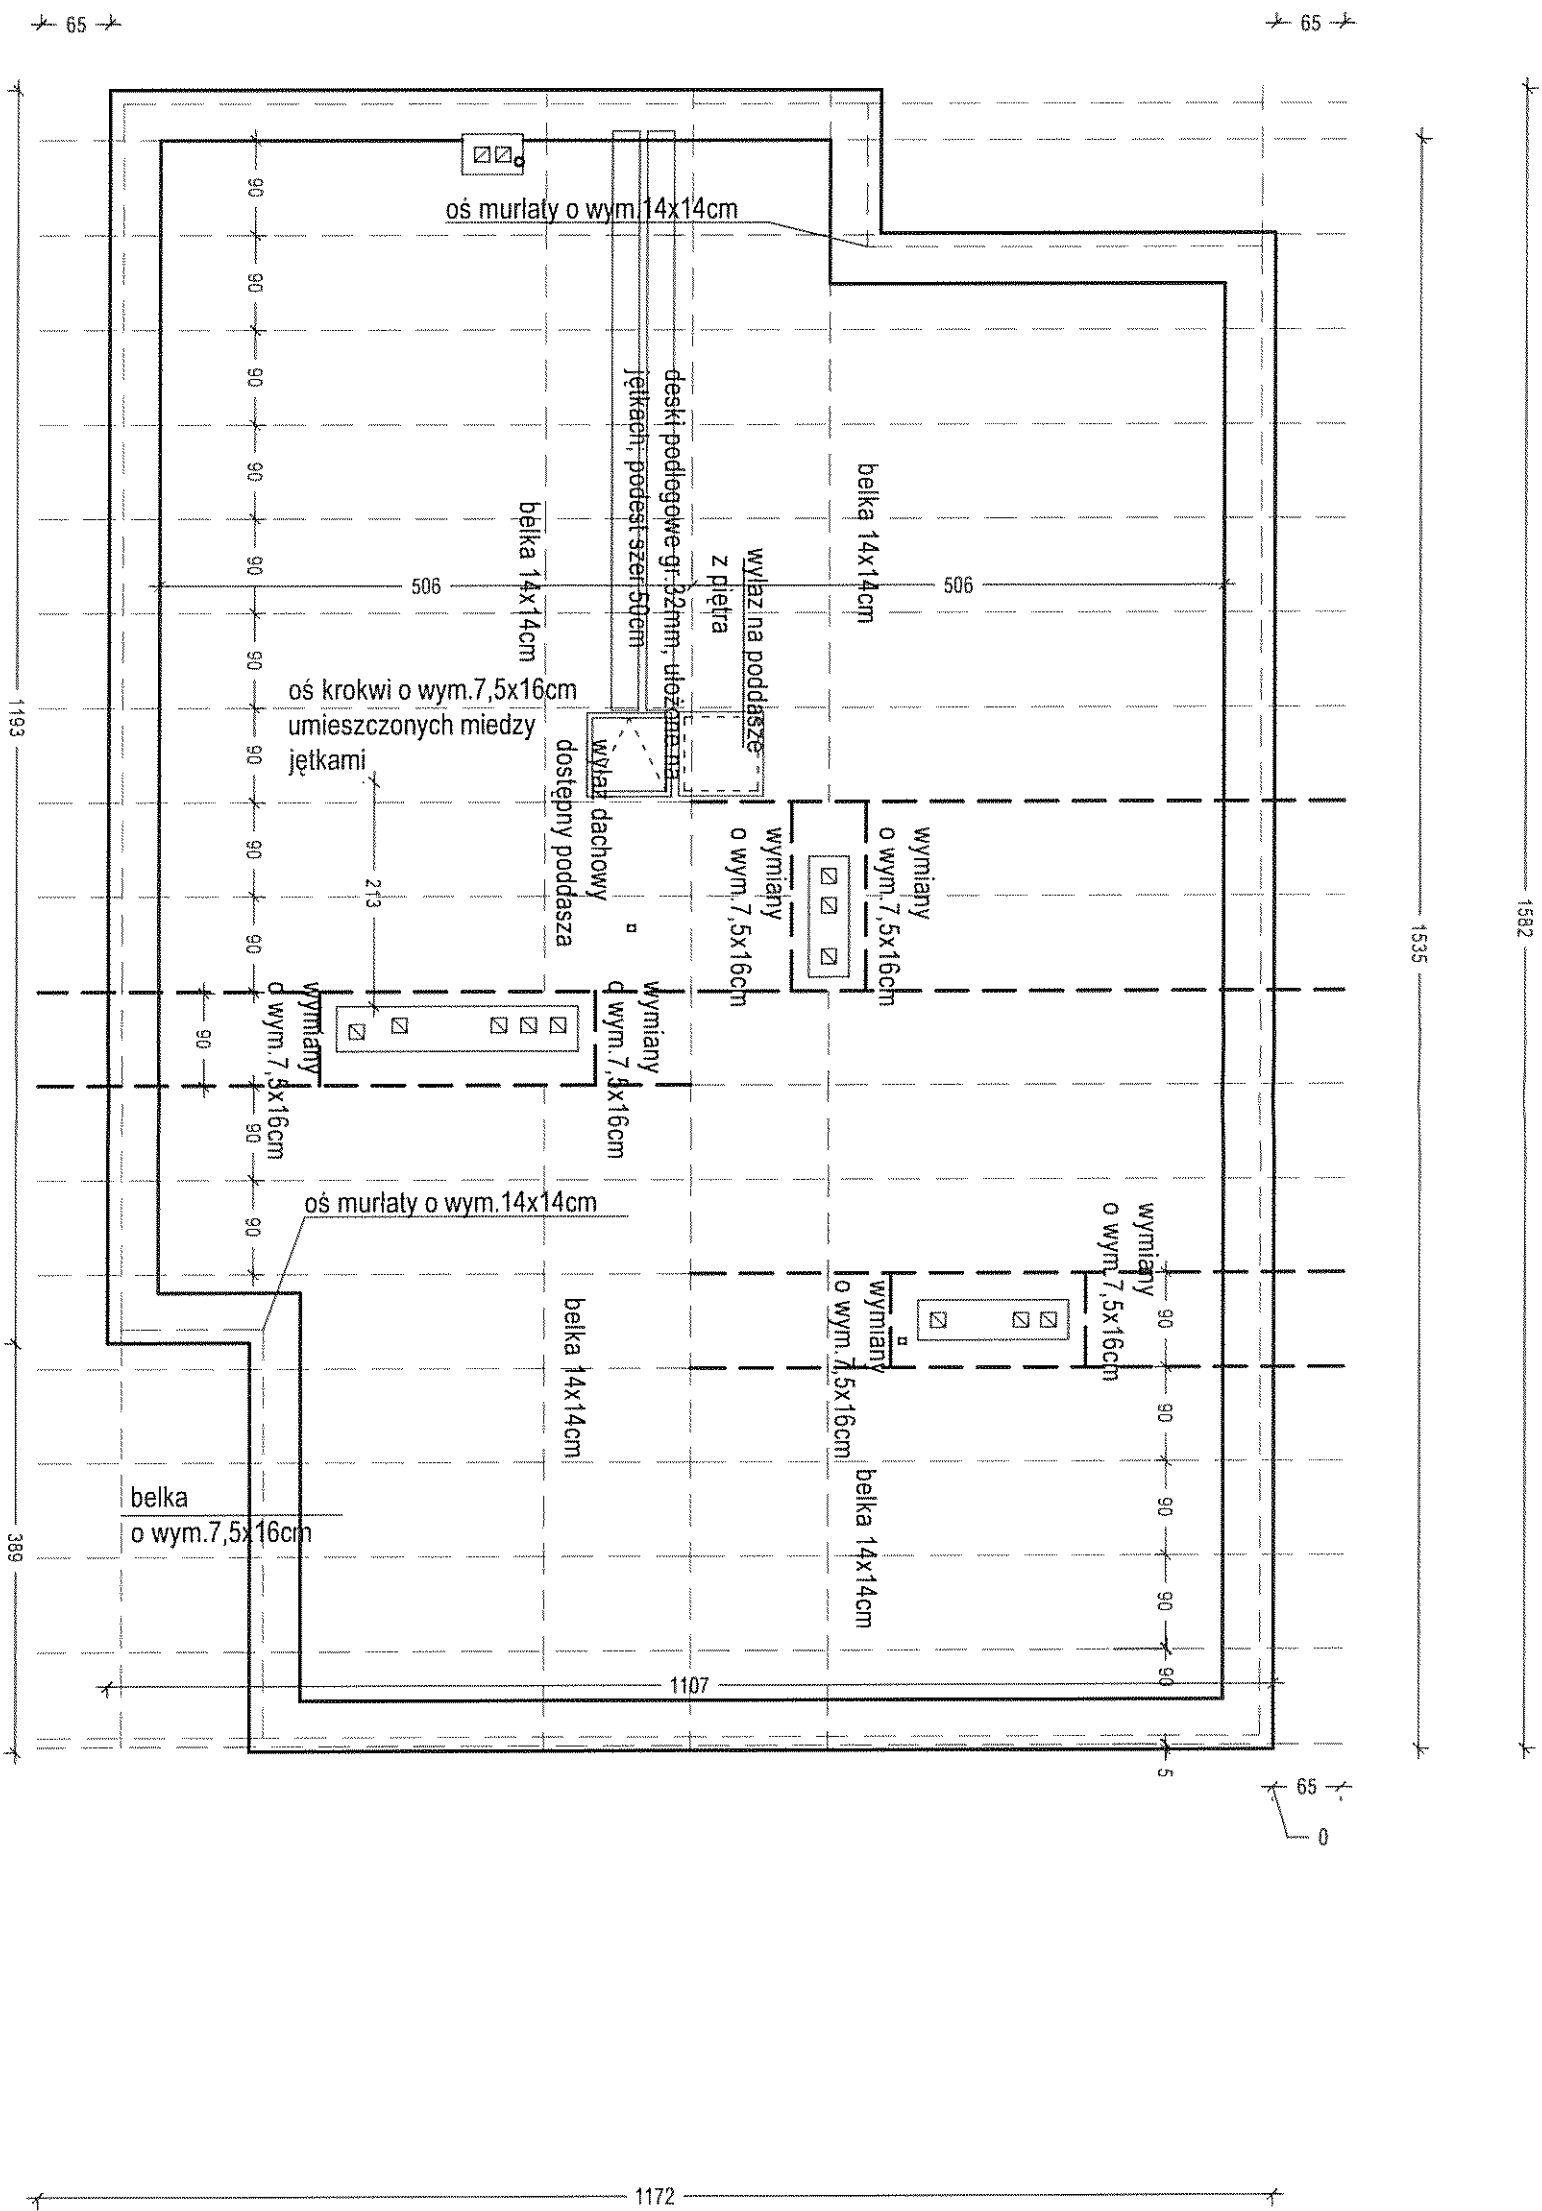 65
65
90
oś murłaty o wym.14x14cm
90
90
90
90
90
90
90
90
506
506
deski podłogowe gr.32mm, ułożone na
jętkach; podest szer.50cm
belka 14x14cm
belka 14x14cm
wyłaz na poddasze
z piętra
1193
1582
1535
oś krokwi o wym.7,5x16cm
umieszczonych miedzy
jętkami
213
wyłaz dachowy
dostępny poddasza
wymiany
o wym.7,5x16cm
wymiany
o wym.7,5x16cm
wymiany
o wym.7,5x16cm
wymiany
o wym.7,5x16cm
90
90
90
oś murłaty o wym.14x14cm
wymiany
o wym.7,5x16cm
wymiany
o wym.7,5x16cm
90
90
90
90
90
belka 14x14cm
belka 14x14cm
belka
o wym.7,5x16cm
389
1107
5
65
0
1172